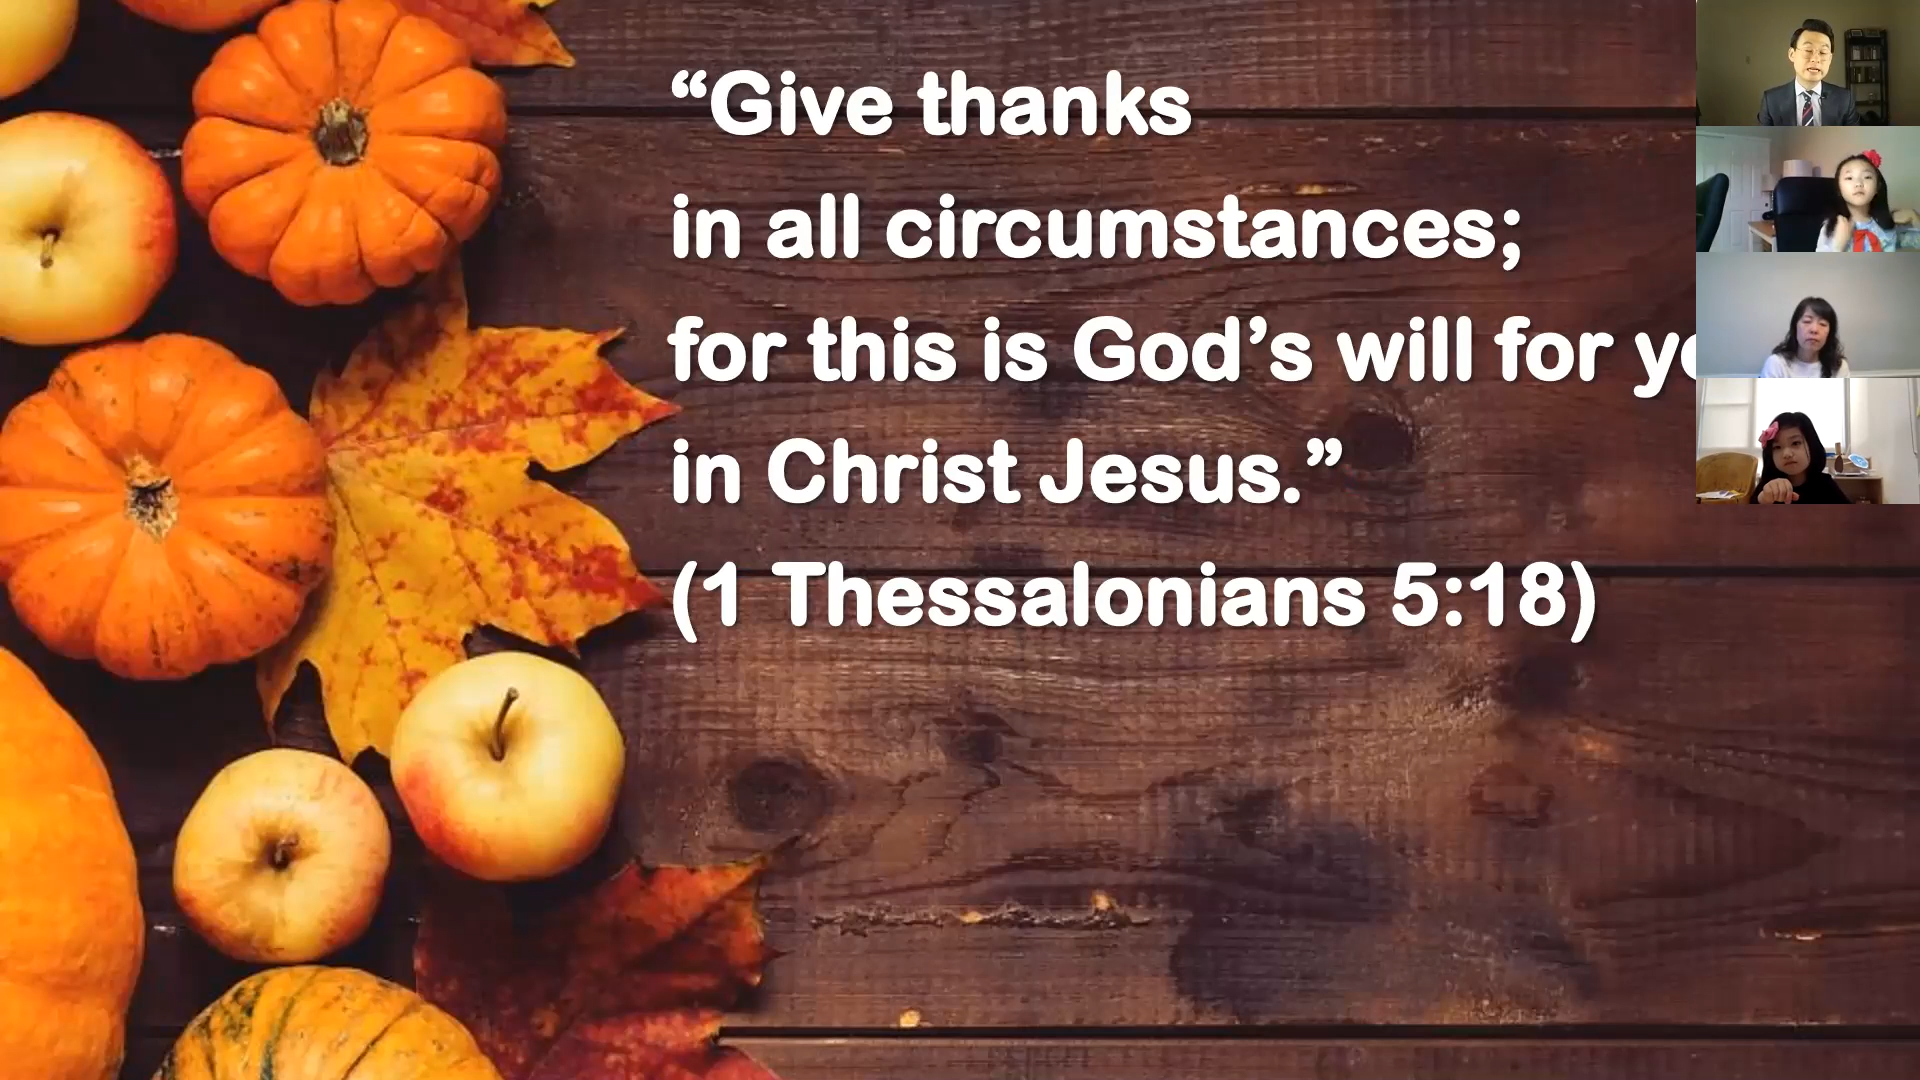 “Give thanks
in all circumstances;
for this is God’s will for
in Christ Jesus.”
(1 Thessalonians 5:18)